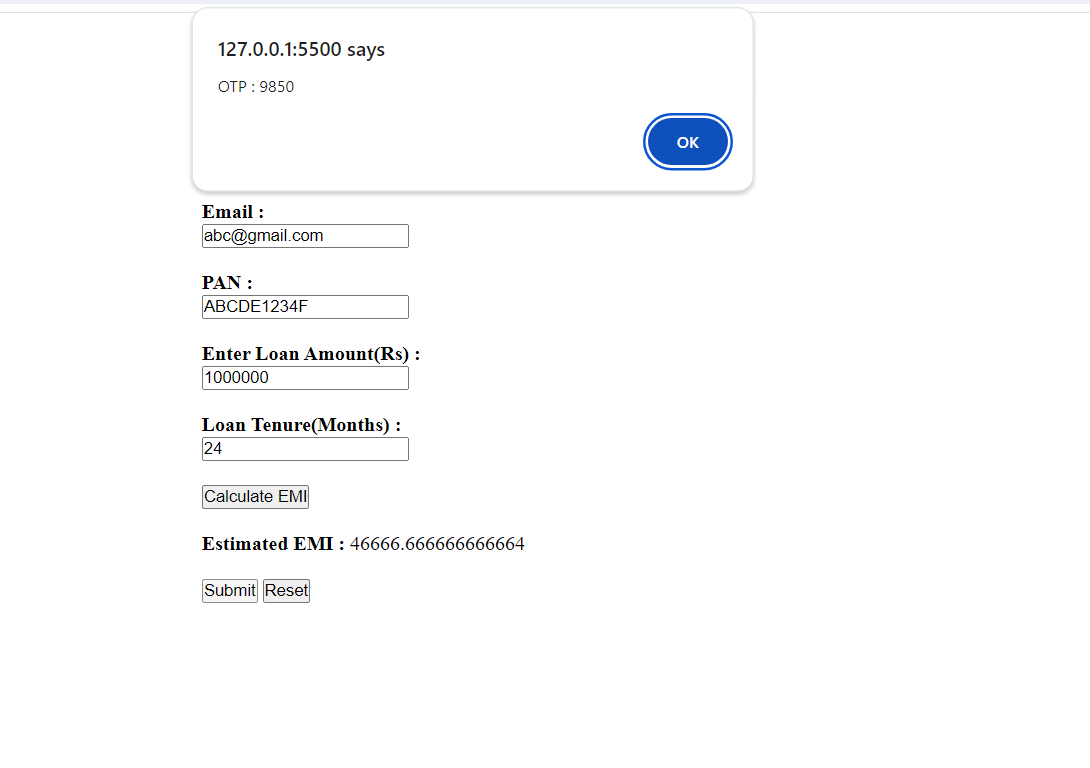 127.0.0.1:5500 says
OTP : 9850
OK
Email :
abc@gmail.com
PAN :
ABCDE1234F
Enter Loan Amount(Rs) :
1000000
Loan Tenure(Months) :
24
Calculate EMI
Estimated EMI : 46666.666666666664
Submit Reset